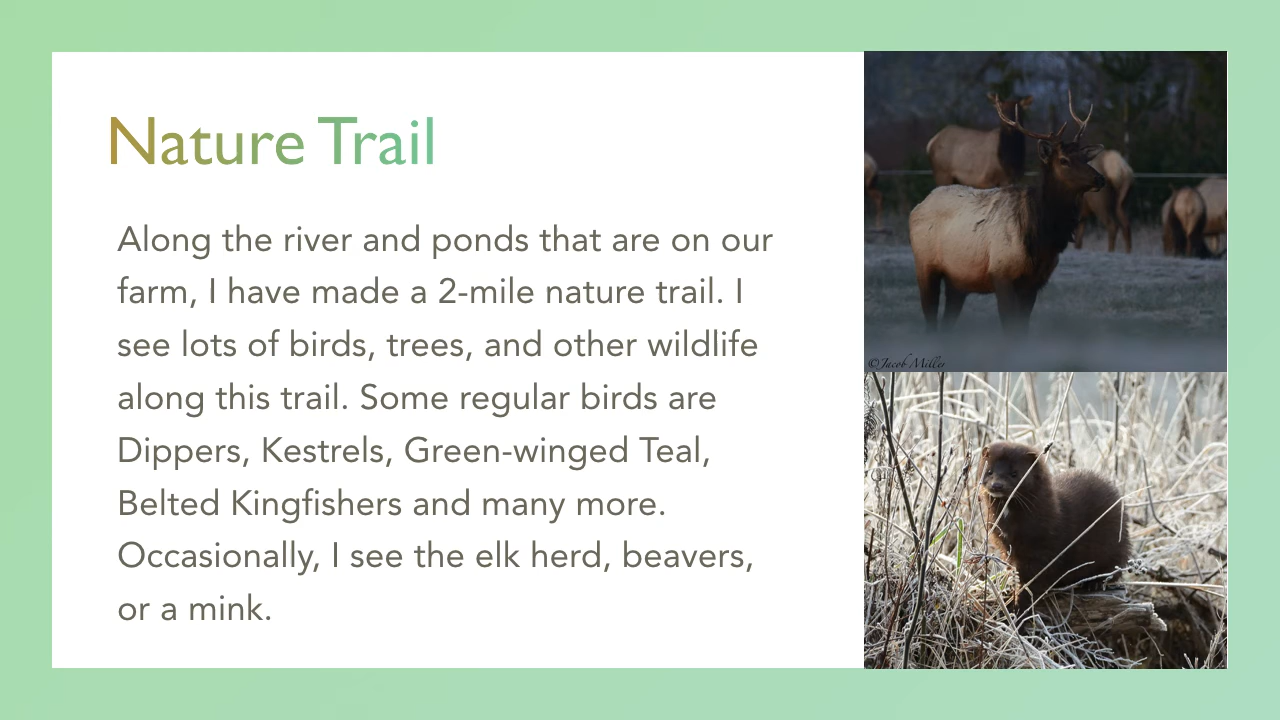 Nature Trail
Along the river and ponds that are on our
farm, I have made a 2-mile nature trail. I
see lots of birds, trees, and other wildlife
along this trail. Some regular birds are
Dippers, Kestrels, Green-winged Teal,
Belted Kingfishers and many more.
Occasionally, I see the elk herd, beavers,
or a mink.
©Jacob Miller